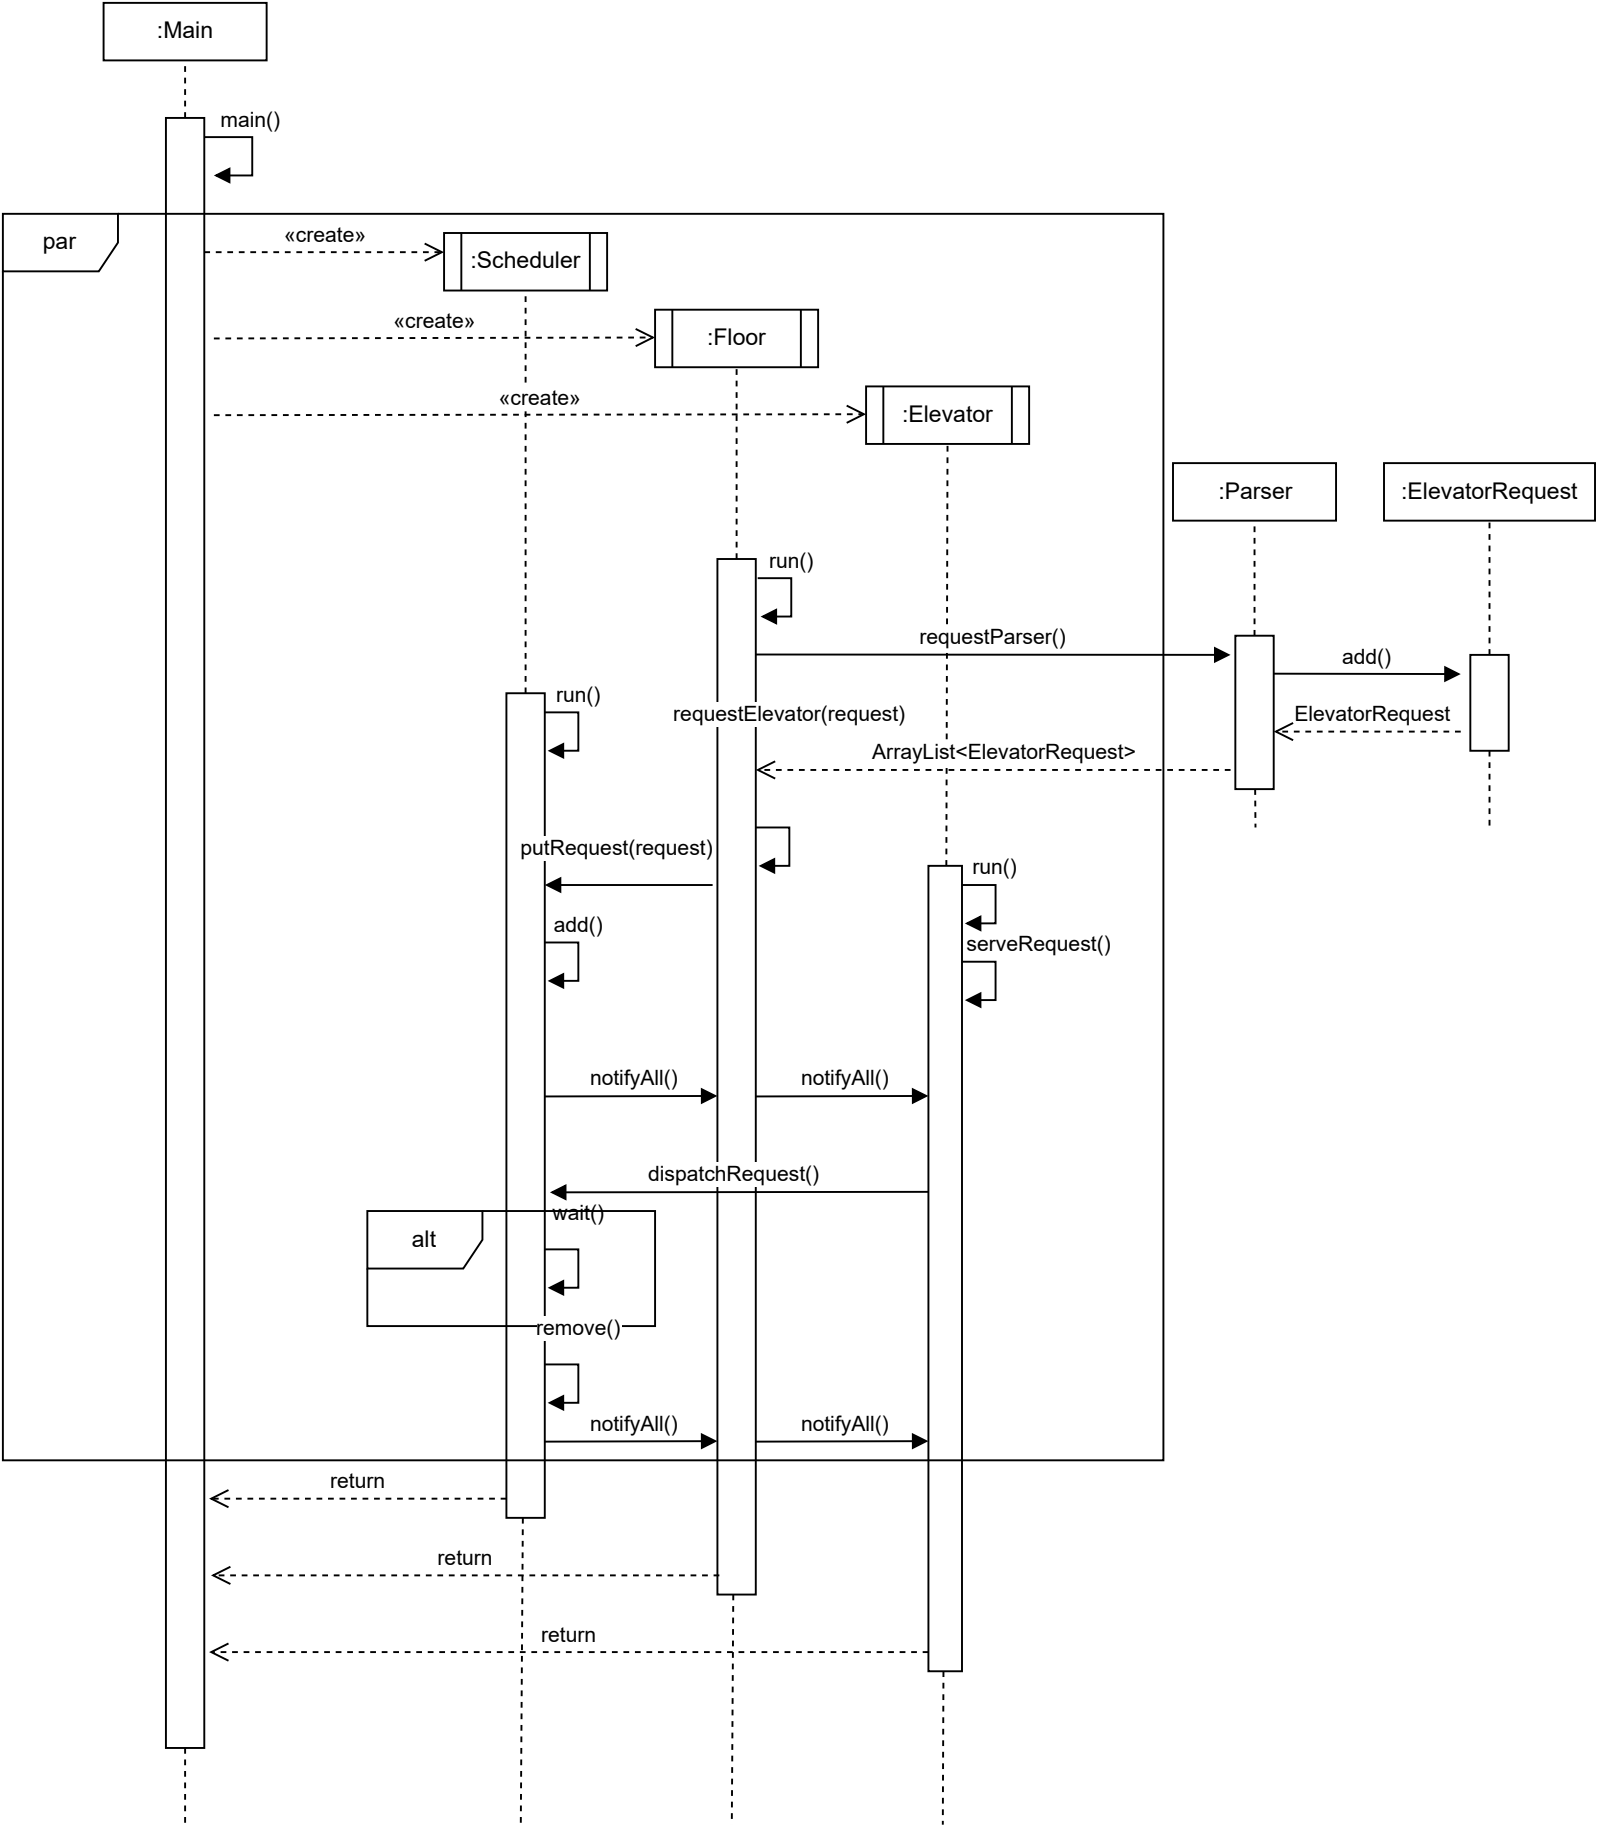 :Main
main()
par
«create»
:Scheduler
«create»
:Floor
«create»
:Elevator
:Parser
:ElevatorRequest
run()
requestParser()
add()
run()
requestElevator(request)
ElevatorRequest
ArrayList<ElevatorRequest>
putRequest(request)
run()
add()
serveRequest()
notifyAll()
notifyAll()
dispatchRequest()
wait()
alt
remove()
notifyAll()
notifyAll()
return
return
return